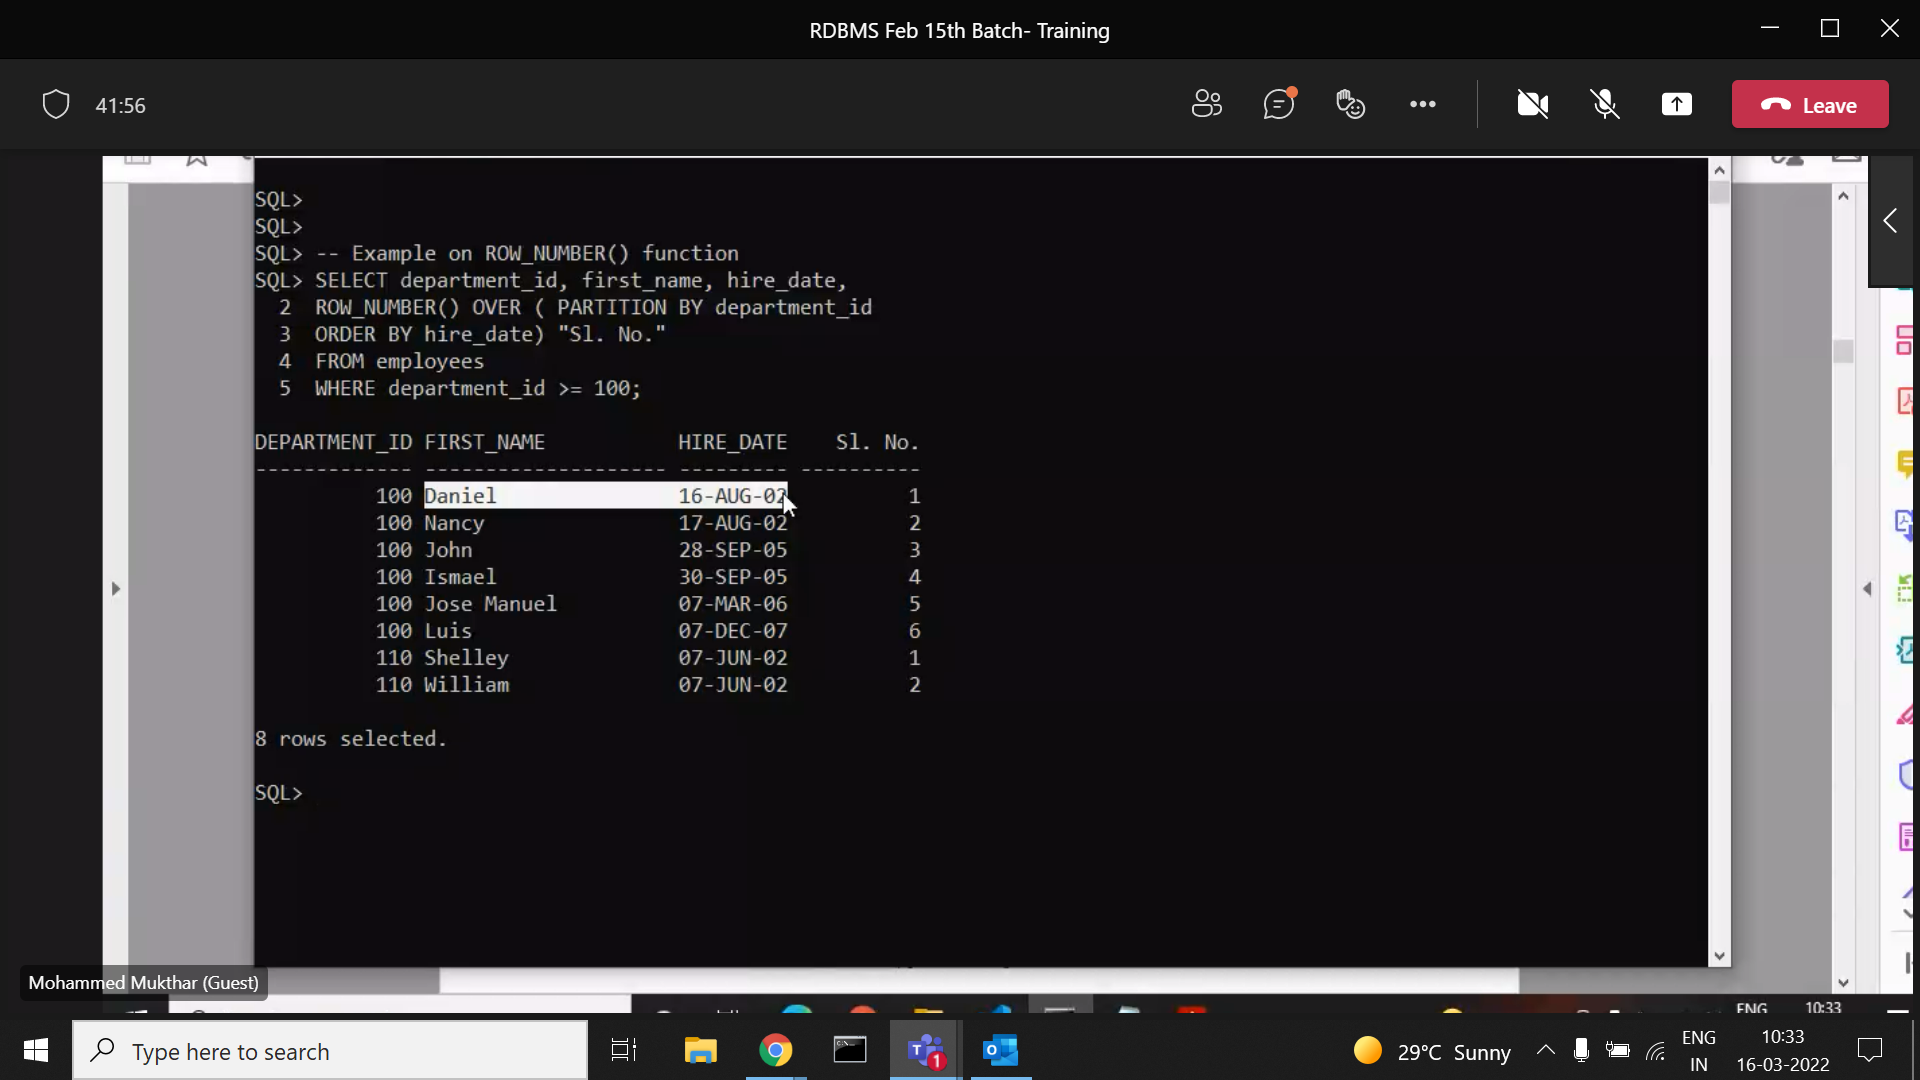 RDBMS Feb 15th Batch- Training
41:56
Leave
SQL>
SQL>
SQL> -- Example on ROW_NUMBER() function
SQL> SELECT department_id, first_name, hire_date,
2 ROW_NUMBER() OVER ( PARTITION BY department_id
3 ORDER BY hire_date) "Sl. No."
4 FROM employees
5 WHERE department_id >= 100;
DEPARTMENT_ID FIRST_NAME HIRE_DATE Sl. No.
------------- -------------------- --------- ----------
100 Daniel 16-AUG-02 1
100 Nancy 17-AUG-02 2
100 John 28-SEP-05 3
100 Ismael 30-SEP-05 4
100 Jose Manuel 07-MAR-06 5
100 Luis 07-DEC-07 6
110 Shelley 07-JUN-02 1
110 William 07-JUN-02 2
8 rows selected.
SQL>
Mohammed Mukthar (Guest)
ENG 10:33
Type here to search
T
1
O
29°C Sunny
ENG
IN
10:33
16-03-2022